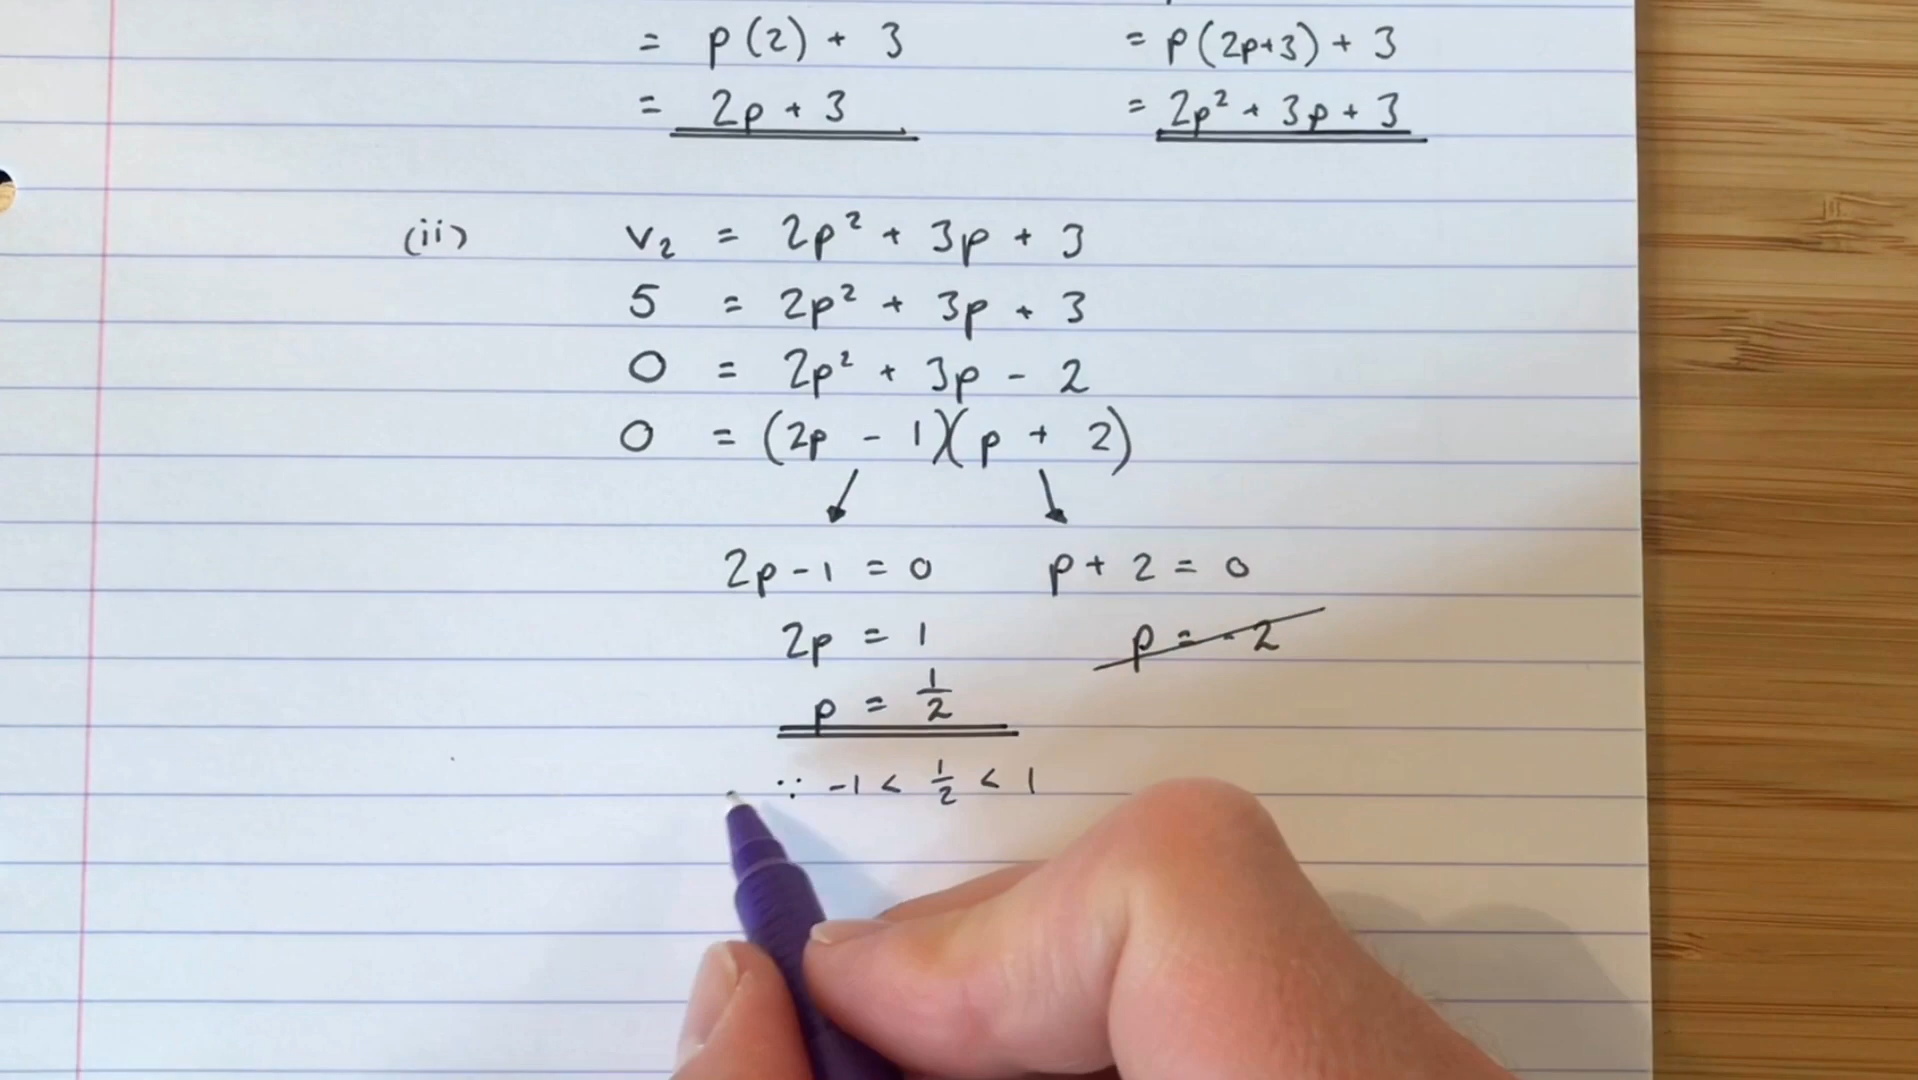 = p(2) + 3 = p(2p+3) + 3
= 2p + 3 = 2p² + 3p + 3
(ii) v₂ = 2p² + 3p + 3
5 = 2p² + 3p + 3
0 = 2p² + 3p - 2
0 = (2p - 1)(p + 2)
2p - 1 = 0 p + 2 = 0
2p = 1 p = -2
p = 1/2
∵ -1 < 1/2 < 1